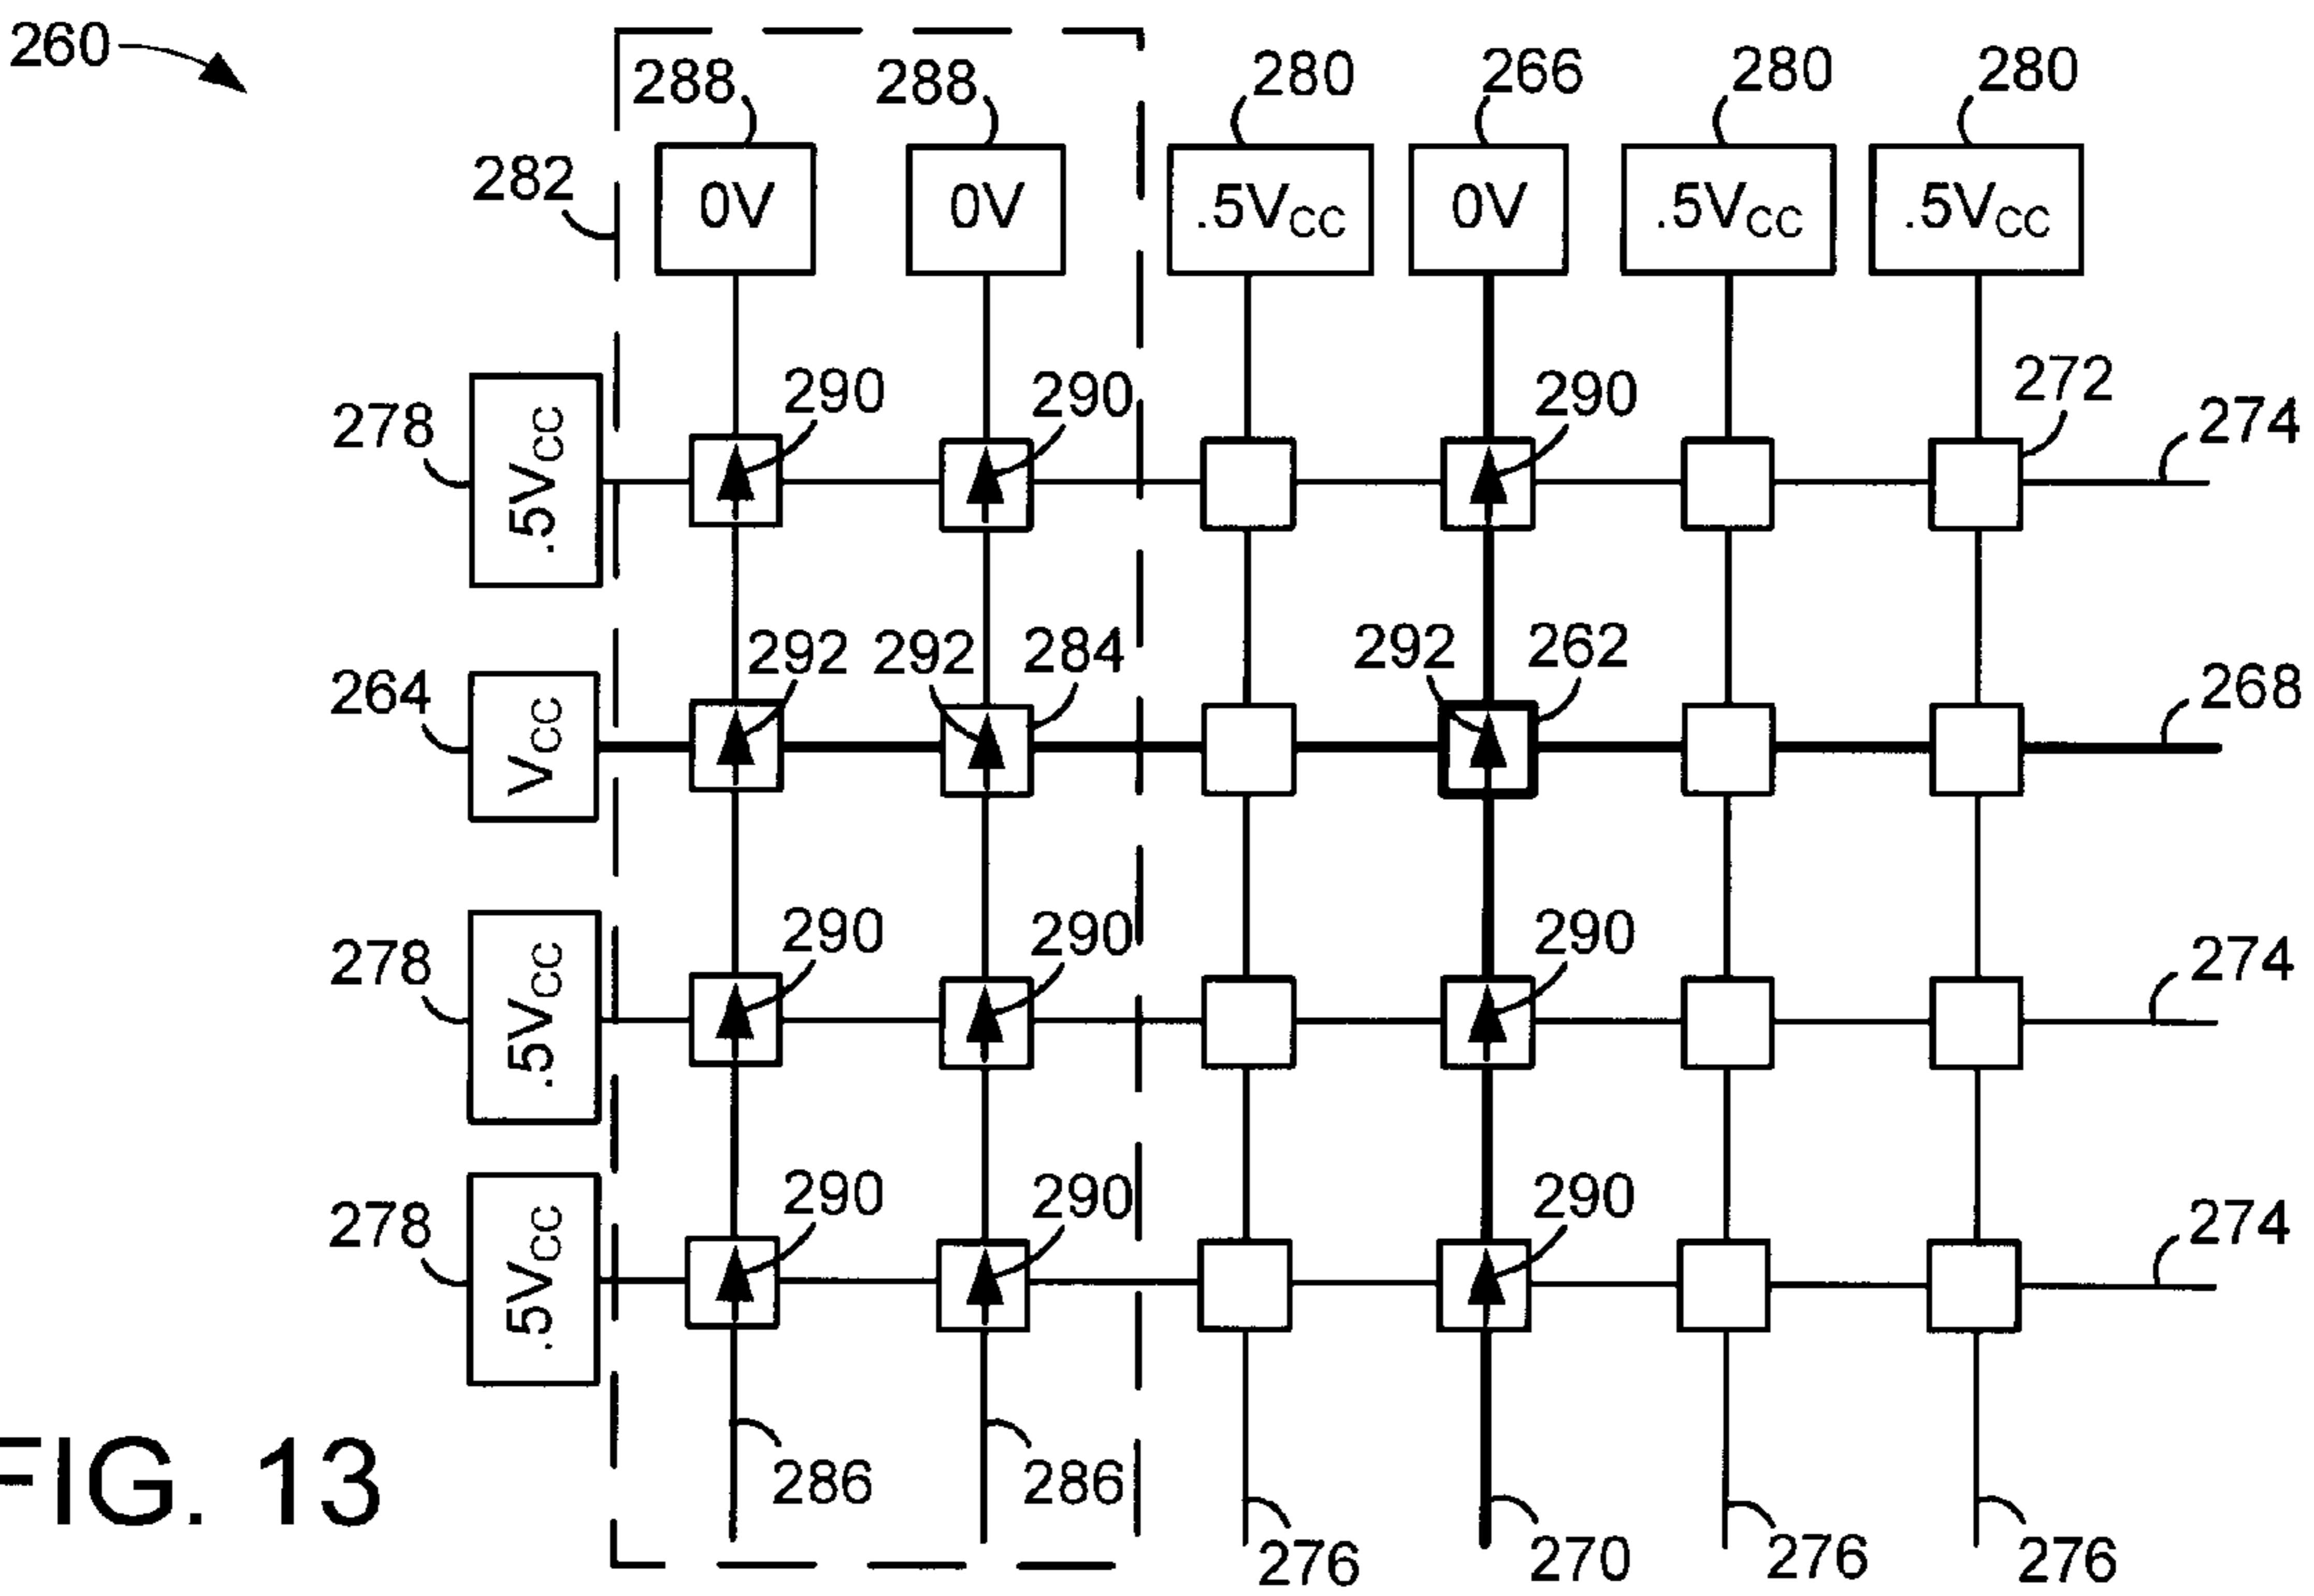 260
288 288 280 266 280 280
282
0V 0V .5VCC 0V .5VCC .5VCC
290 290 290 272
278 .5VCC 274
292 292 284 292 262
264 VCC 268
290 290 290
278 .5VCC 274
290 290 290
278 .5VCC 274
286 286
276 270 276 276
FIG. 13